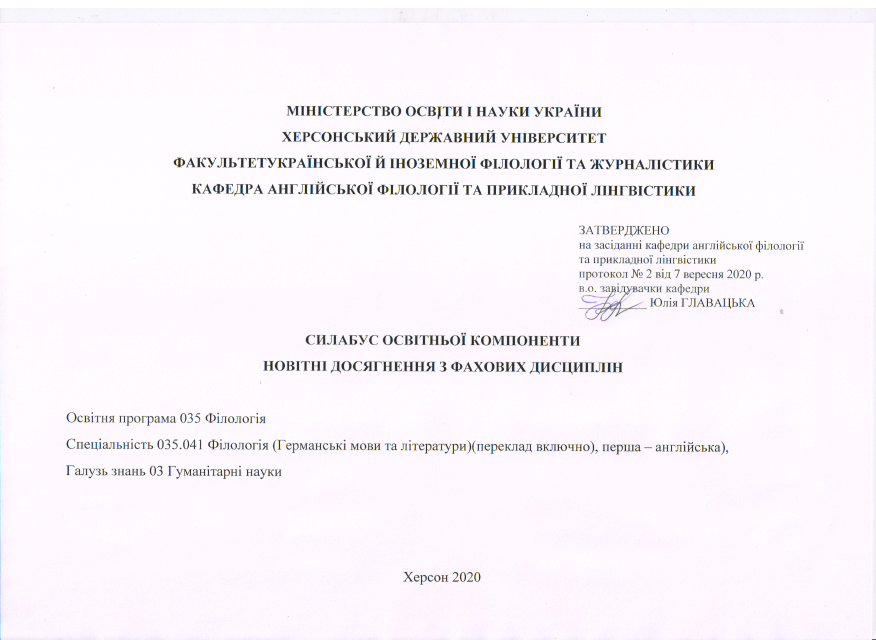 МІНІСТЕРСТВО ОСВІТИ І НАУКИ УКРАЇНИ
ХЕРСОНСЬКИЙ ДЕРЖАВНИЙ УНІВЕРСИТЕТ
ФАКУЛЬТЕТУКРАЇНСЬКОЇ Й ІНОЗЕМНОЇ ФІЛОЛОГІЇ ТА ЖУРНАЛІСТИКИ
КАФЕДРА АНГЛІЙСЬКОЇ ФІЛОЛОГІЇ ТА ПРИКЛАДНОЇ ЛІНГВІСТИКИ
ЗАТВЕРДЖЕНО
на засіданні кафедри англійської філології
та прикладної лінгвістики
протокол № 2 від 7 вересня 2020 р.
в.о. завідувачки кафедри
Юлія ГЛАВАЦЬКА
СИЛАБУС ОСВІТНЬОЇ КОМПОНЕНТИ
НОВІТНІ ДОСЯГНЕННЯ З ФАХОВИХ ДИСЦИПЛІН
Освітня програма 035 Філологія
Спеціальність 035.041 Філологія (Германські мови та літератури)(переклад включно), перша – англійська),
Галузь знань 03 Гуманітарні науки
Херсон 2020